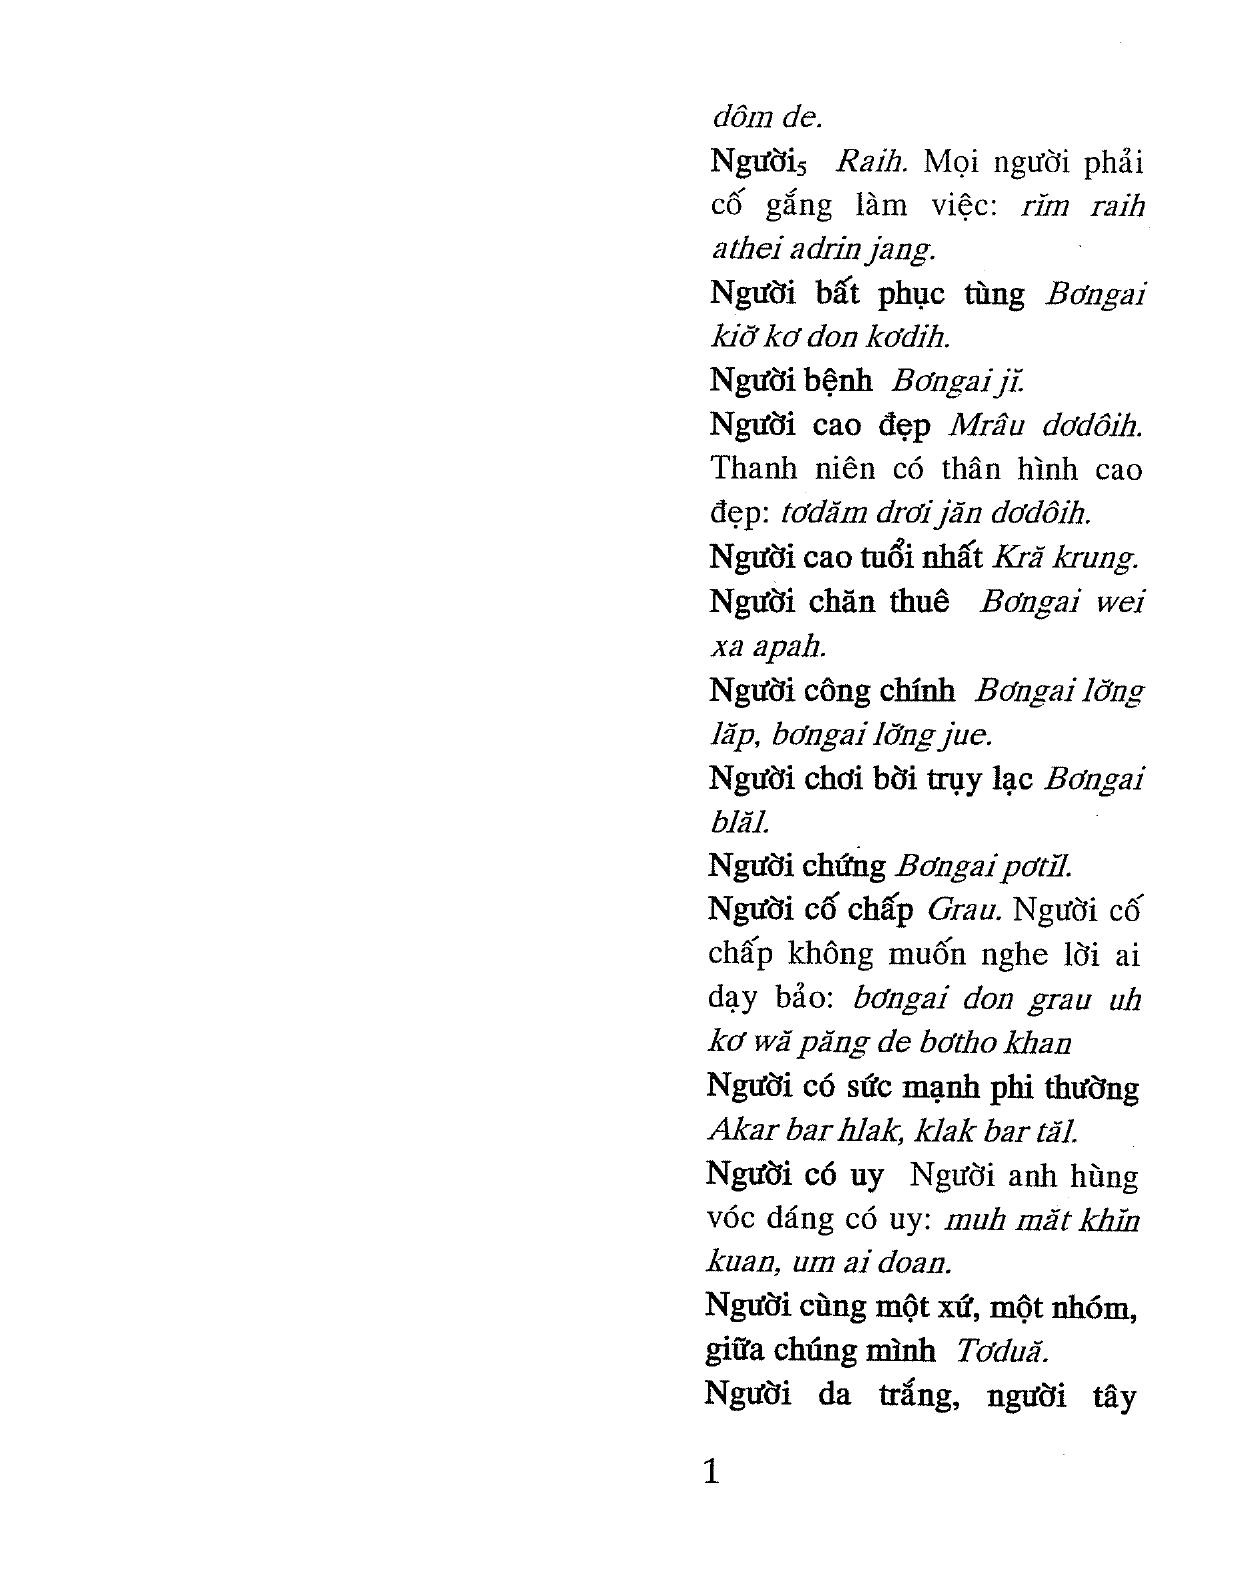 dôm de.
Người₅ Raih. Mọi người phải
cố gắng làm việc: rĭm raih
athei adrin jang.
Người bất phục tùng Bơngai
kiơ̆ kơ don kơdih.
Người bệnh Bơngai jĭ.
Người cao đẹp Mrâu dơdôih.
Thanh niên có thân hình cao
đẹp: tơdăm drơi jăn dơdôih.
Người cao tuổi nhất Kră krung.
Người chăn thuê Bơngai wei
xa apah.
Người công chính Bơngai lơ̆ng
lăp, bơngai lơ̆ng jue.
Người chơi bời trụy lạc Bơngai
blăl.
Người chứng Bơngai pơtĭl.
Người cố chấp Grau. Người cố
chấp không muốn nghe lời ai
dạy bảo: bơngai don grau uh
kơ wă păng de bơtho khan
Người có sức mạnh phi thường
Akar bar hlak, klak bar tăl.
Người có uy Người anh hùng
vóc dáng có uy: muh măt khĭn
kuan, um ai doan.
Người cùng một xứ, một nhóm,
giữa chúng mình Tơduă.
Người da trắng, người tây
1